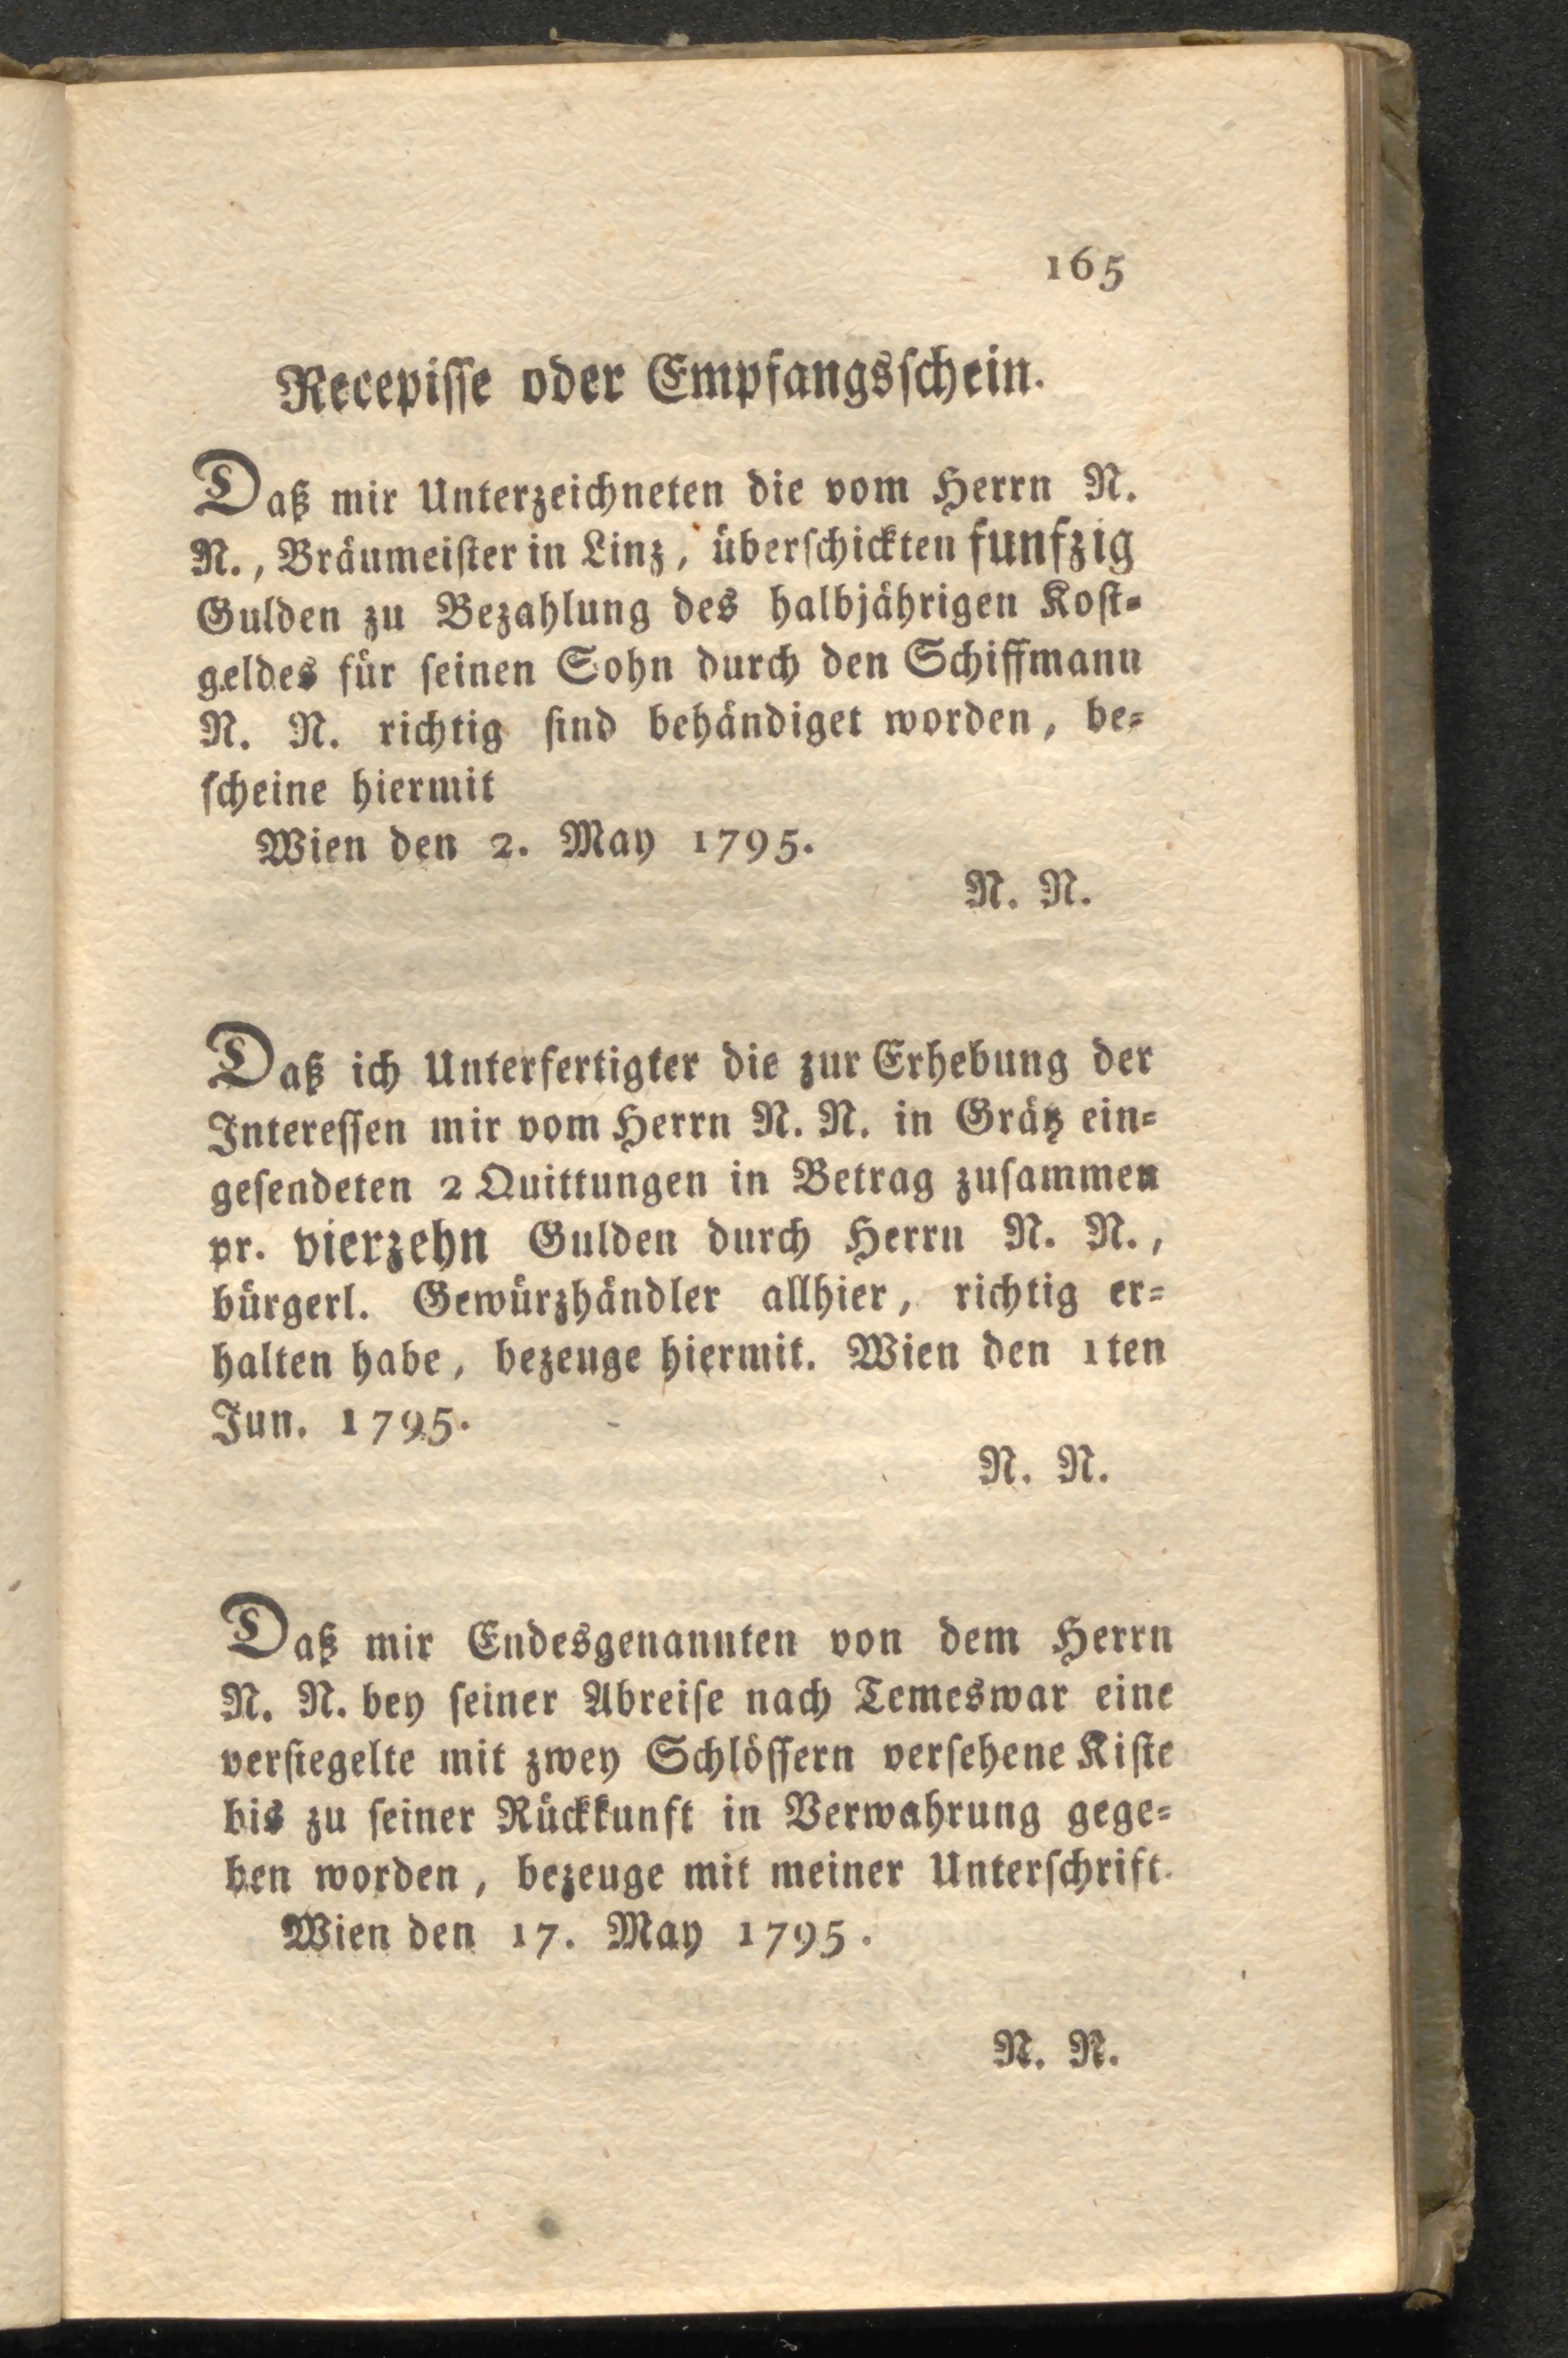 165
Recepiſſe oder Empfangsſchein.
Daß mir Unterzeichneten die vom Herrn N.
N., Bräumeiſter in Linz, überſchickten funfzig
Gulden zu Bezahlung des halbjährigen Koſt⸗
geldes für ſeinen Sohn durch den Schiffmann
N. N. richtig ſind behändiget worden, be⸗
ſcheine hiermit
Wien den 2. May 1795.
N. N.
Daß ich Unterfertigter die zur Erhebung der
Intereſſen mir vom Herrn N. N. in Grätz ein⸗
geſendeten 2 Quittungen in Betrag zuſammen
pr. vierzehn Gulden durch Herrn N. N.,
bürgerl. Gewürzhändler allhier, richtig er⸗
halten habe, bezeuge hiermit. Wien den 1ten
Jun. 1795.
N. N.
Daß mir Endesgenannten von dem Herrn
N. N. bey ſeiner Abreiſe nach Temeswar eine
verſiegelte mit zwey Schlöſſern verſehene Kiſte
bis zu ſeiner Rückkunft in Verwahrung gege⸗
ben worden, bezeuge mit meiner Unterſchrift.
Wien den 17. May 1795.
N. N.